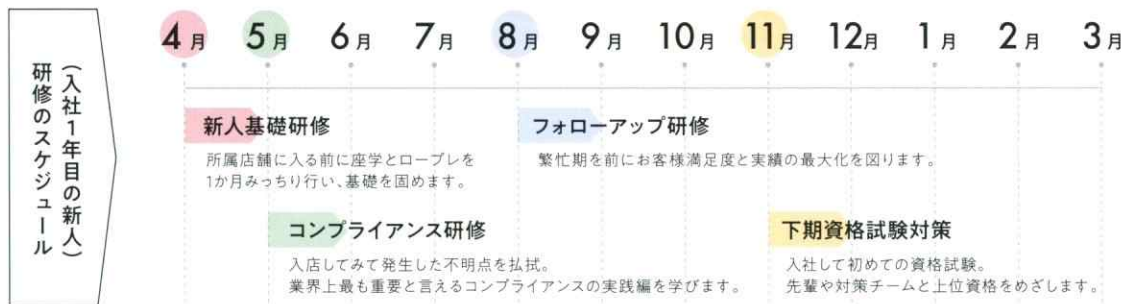 研修のスケジュール
（入社1年目の新人）
4月 5月 6月 7月 8月 9月 10月 11月 12月 1月 2月 3月
新人基礎研修
所属店舗に入る前に座学とロープレを
1か月みっちり行い、基礎を固めます。
フォローアップ研修
繁忙期を前にお客様満足度と実績の最大化を図ります。
コンプライアンス研修
入店してみて発生した不明点を払拭。
業界上最も重要と言えるコンプライアンスの実践編を学びます。
下期資格試験対策
入社して初めての資格試験。
先輩や対策チームと上位資格をめざします。